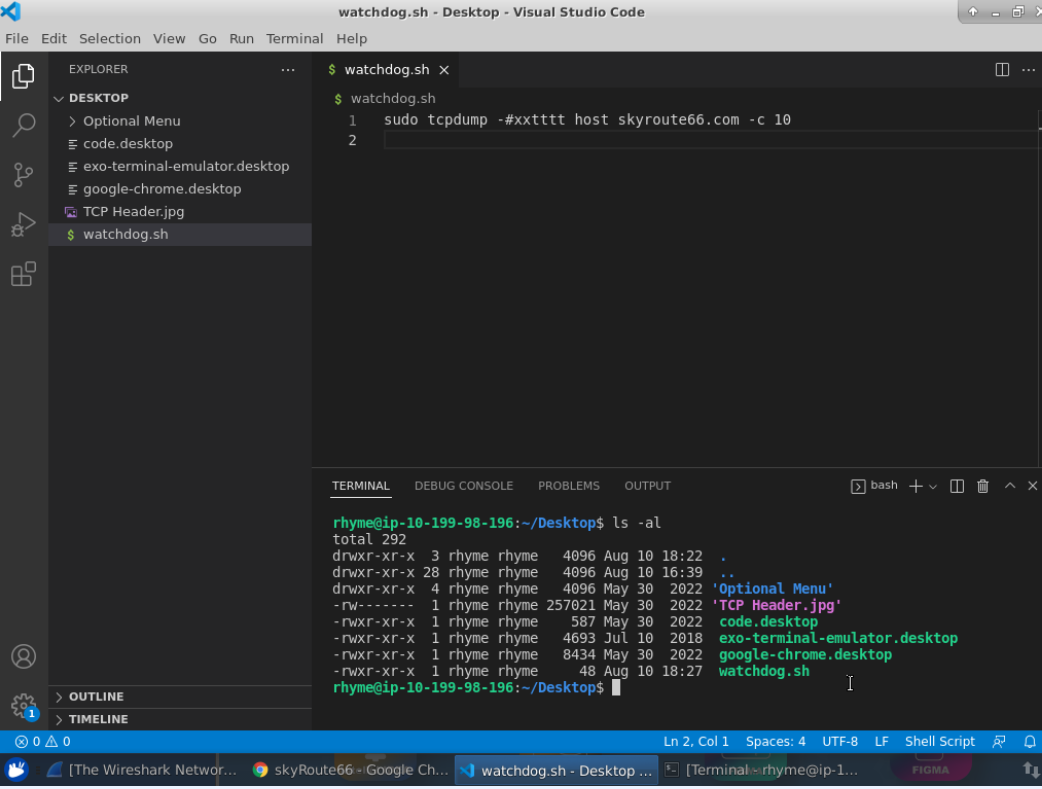 watchdog.sh - Desktop - Visual Studio Code
File Edit Selection View Go Run Terminal Help
EXPLORER
DESKTOP
Optional Menu
code.desktop
exo-terminal-emulator.desktop
google-chrome.desktop
TCP Header.jpg
$ watchdog.sh
OUTLINE
TIMELINE
$ watchdog.sh
$ watchdog.sh
1 sudo tcpdump -#xxtttt host skyroute66.com -c 10
2
TERMINAL DEBUG CONSOLE PROBLEMS OUTPUT bash
rhyme@ip-10-199-98-196:~/Desktop$ ls -al
total 292
drwxr-xr-x 3 rhyme rhyme 4096 Aug 10 18:22 .
drwxr-xr-x 28 rhyme rhyme 4096 Aug 10 16:39 ..
drwxr-xr-x 4 rhyme rhyme 4096 May 30 2022 'Optional Menu'
-rw------- 1 rhyme rhyme 257021 May 30 2022 'TCP Header.jpg'
-rwxr-xr-x 1 rhyme rhyme 587 May 30 2022 code.desktop
-rwxr-xr-x 1 rhyme rhyme 4693 Jul 10 2018 exo-terminal-emulator.desktop
-rwxr-xr-x 1 rhyme rhyme 8434 May 30 2022 google-chrome.desktop
-rwxr-xr-x 1 rhyme rhyme 48 Aug 10 18:27 watchdog.sh
rhyme@ip-10-199-98-196:~/Desktop$
1
0 0 Ln 2, Col 1 Spaces: 4 UTF-8 LF Shell Script
[The Wireshark Networ... skyRoute66 - Google Ch... watchdog.sh - Desktop ... [Terminal - rhyme@ip-1... FIGMA